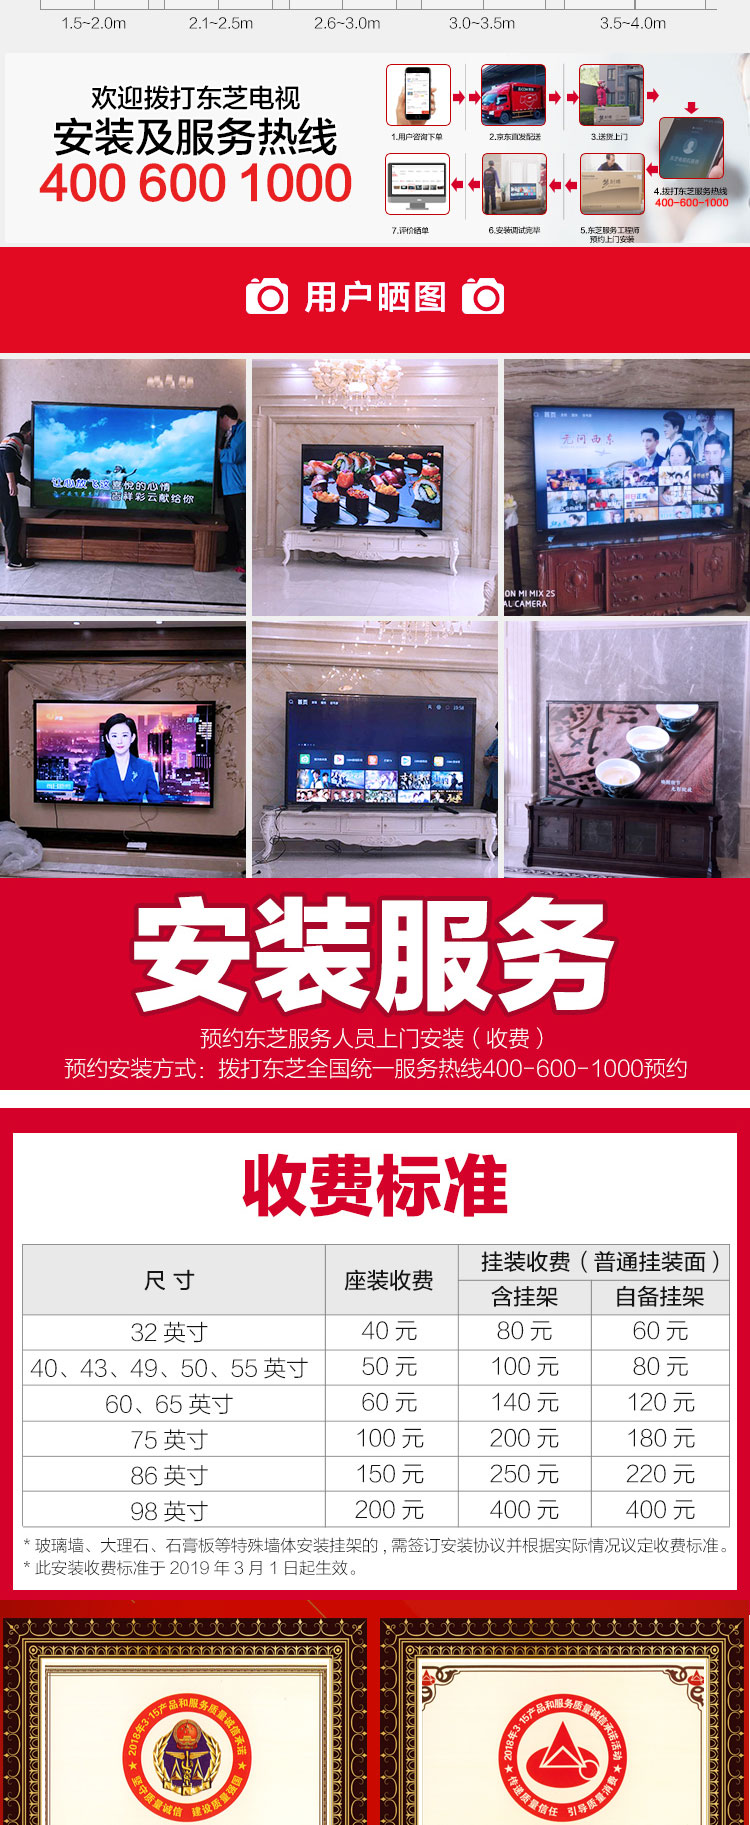 1.5~2.0m 2.1~2.5m 2.6~3.0m 3.0~3.5m 3.5~4.0m
欢迎拨打东芝电视
安装及服务热线
400 600 1000
1.用户咨询下单 2.京东直发配送 3.送货上门
4.拨打东芝服务热线
400-600-1000
7.评价晒单 6.安装调试完毕 5.东芝服务工程师
预约上门安装
用户晒图
让心放飞这喜悦的心情
吉祥彩云献给你
首页
元问西东
ON MI MIX 2S
AL CAMERA
首页
19:58
安装服务
预约东芝服务人员上门安装（收费）
预约安装方式：拨打东芝全国统一服务热线400-600-1000预约
收费标准
尺寸 座装收费 挂装收费（普通挂装面）
含挂架 自备挂架
32 英寸 40 元 80 元 60 元
40、43、49、50、55 英寸 50 元 100 元 80 元
60、65 英寸 60 元 140 元 120 元
75 英寸 100 元 200 元 180 元
86 英寸 150 元 250 元 220 元
98 英寸 200 元 400 元 400 元
* 玻璃墙、大理石、石膏板等特殊墙体安装挂架的，需签订安装协议并根据实际情况议定收费标准。
* 此安装收费标准于 2019 年 3 月 1 日起生效。
2018年3·15产品和服务质量诚信承诺
坚守质量诚信 建设质量强国
2018年3·15产品和服务质量诚信承诺活动
传递质量信任 引导质量消费